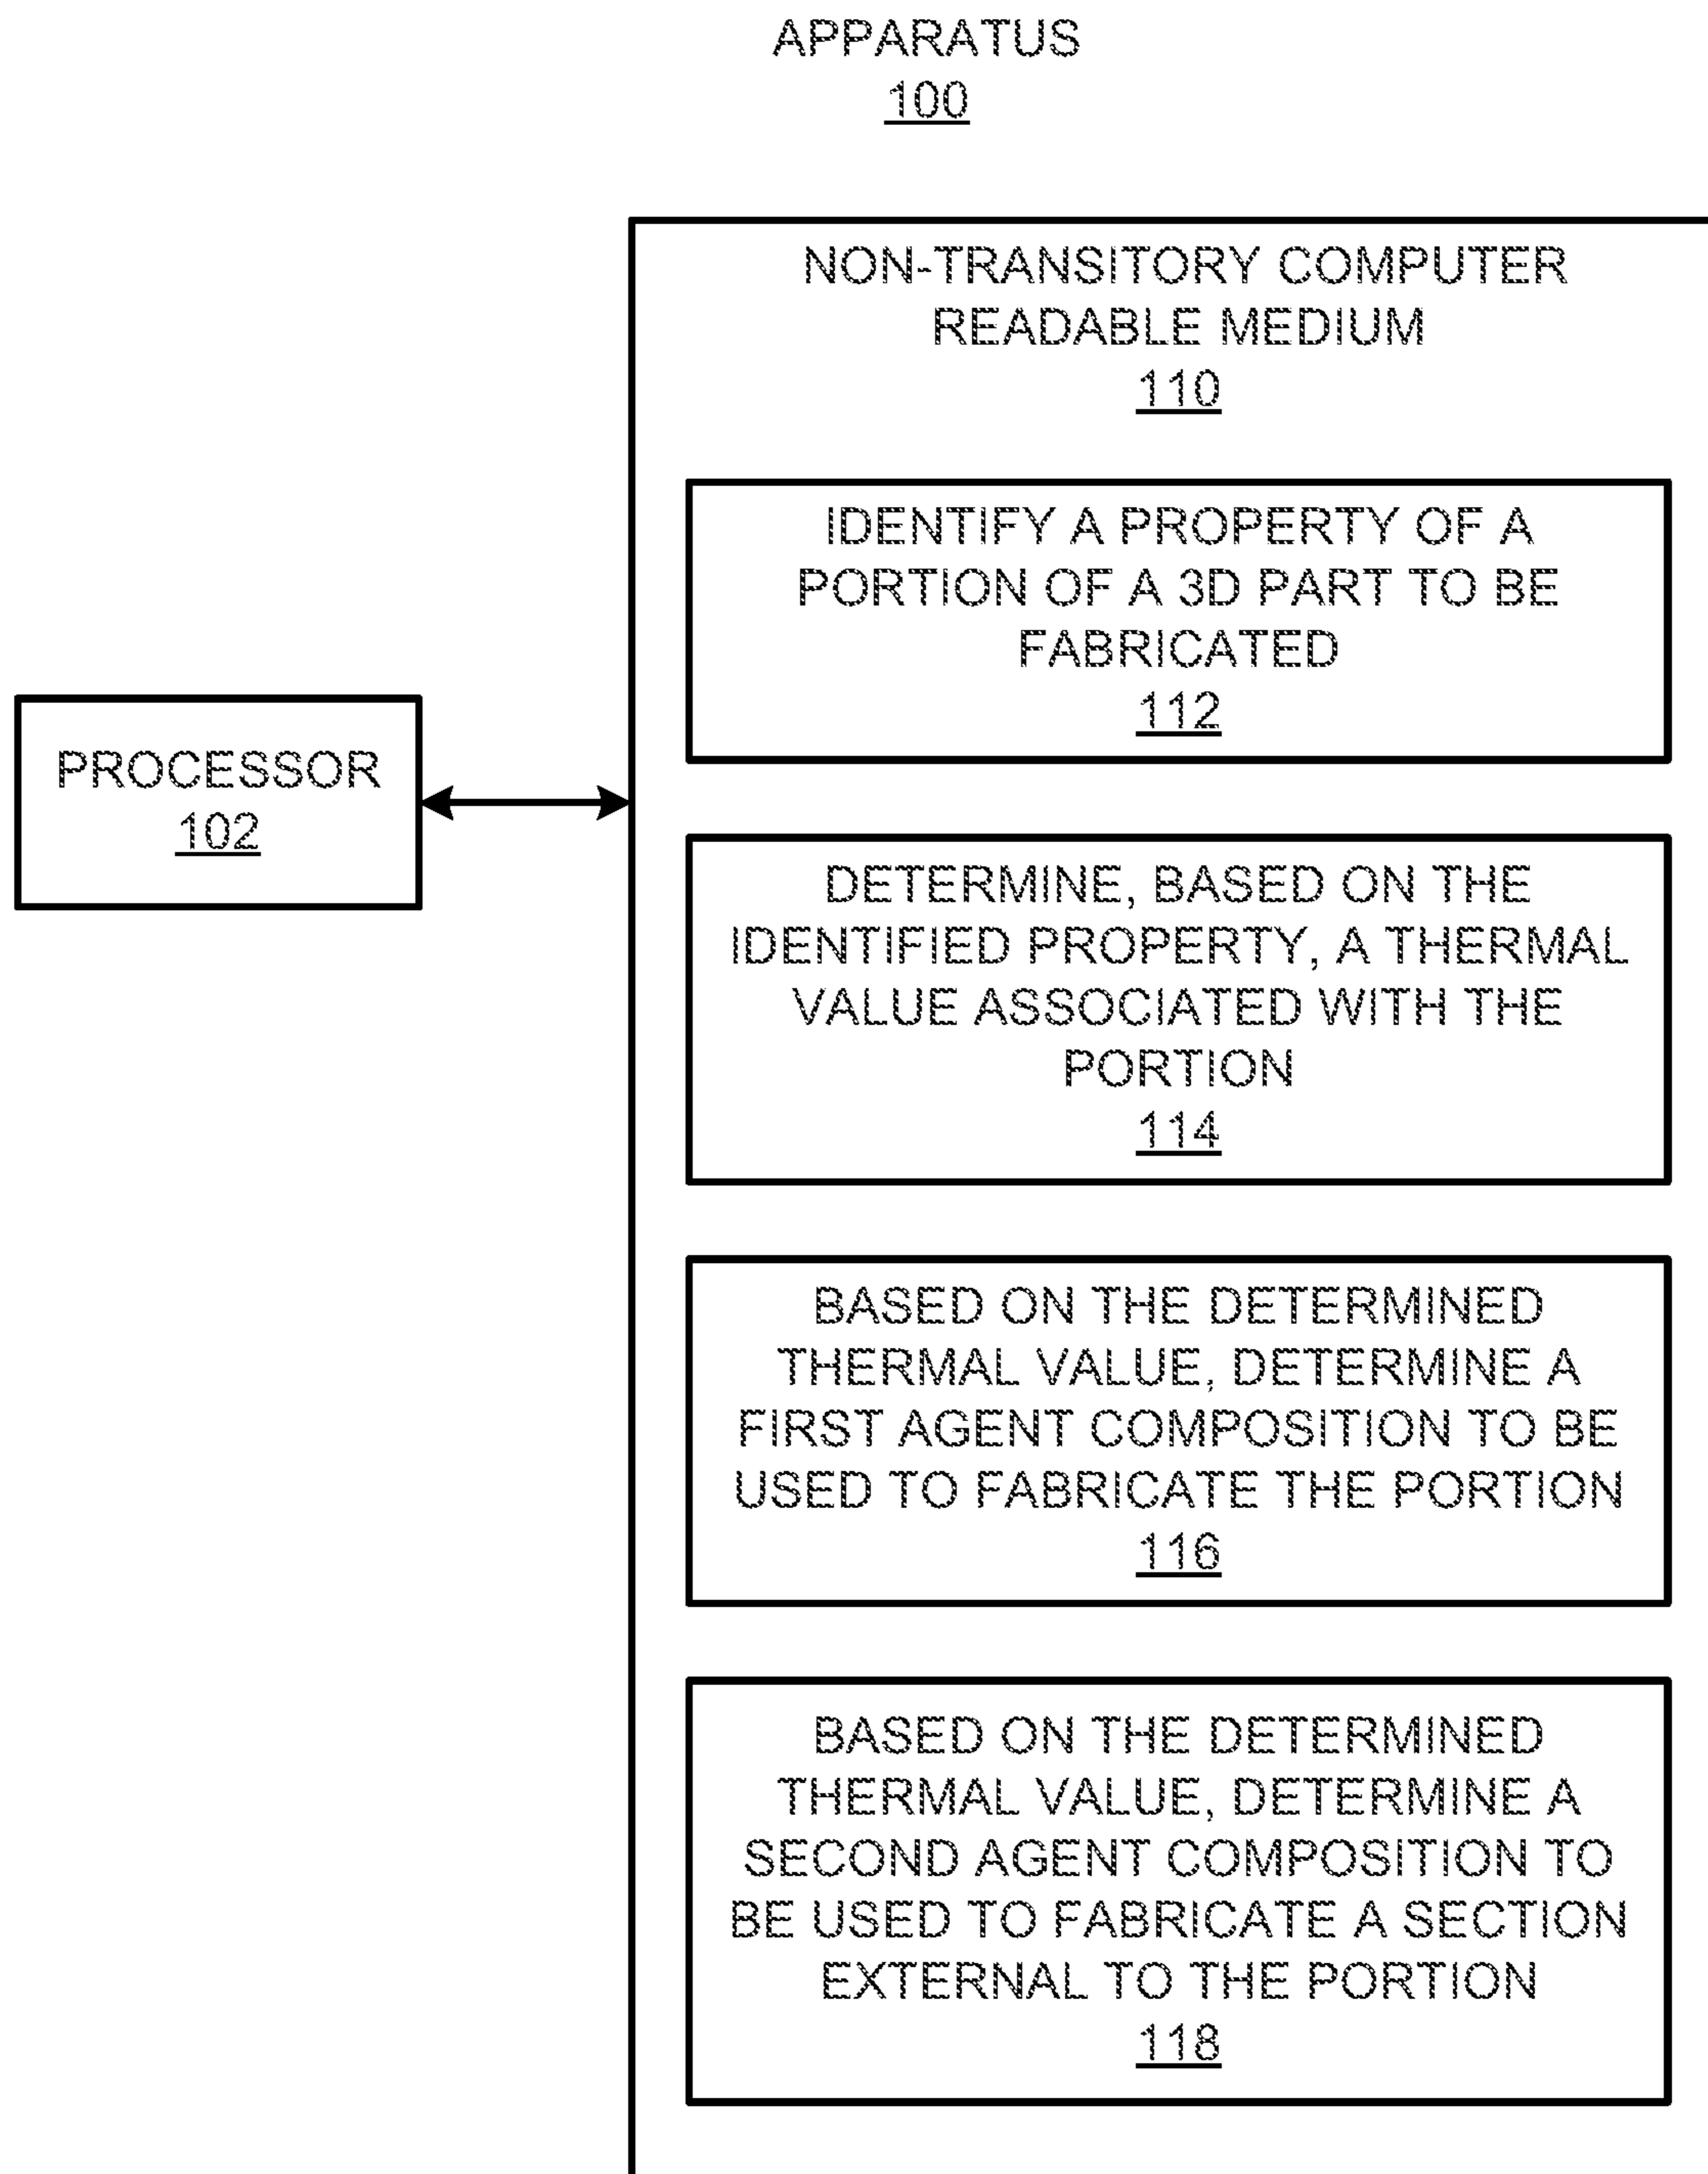 APPARATUS
100
NON-TRANSITORY COMPUTER
READABLE MEDIUM
110
IDENTIFY A PROPERTY OF A
PORTION OF A 3D PART TO BE
FABRICATED
112
PROCESSOR
102
DETERMINE, BASED ON THE
IDENTIFIED PROPERTY, A THERMAL
VALUE ASSOCIATED WITH THE
PORTION
114
BASED ON THE DETERMINED
THERMAL VALUE, DETERMINE A
FIRST AGENT COMPOSITION TO BE
USED TO FABRICATE THE PORTION
116
BASED ON THE DETERMINED
THERMAL VALUE, DETERMINE A
SECOND AGENT COMPOSITION TO
BE USED TO FABRICATE A SECTION
EXTERNAL TO THE PORTION
118